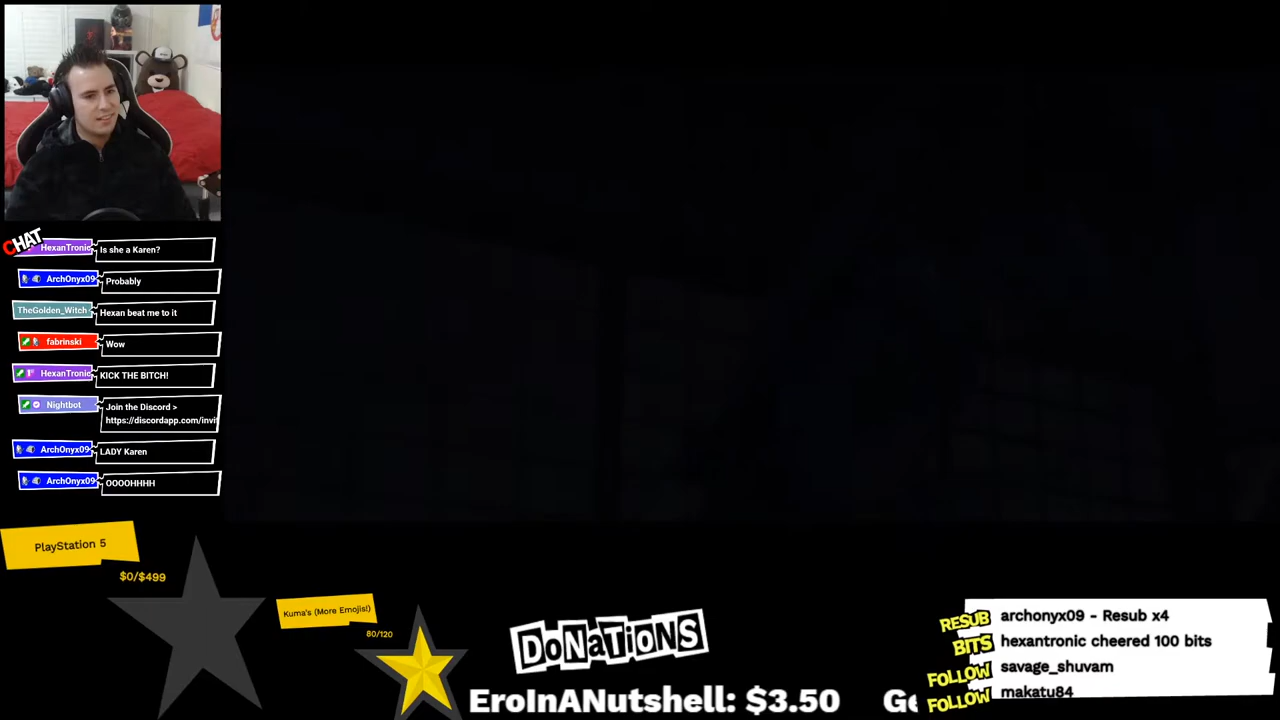 CHAT
HexanTronic
Is she a Karen?
ArchOnyx09
Probably
TheGolden_Witch
Hexan beat me to it
fabrinski
Wow
HexanTronic
KICK THE BITCH!
Nightbot
Join the Discord >
https://discordapp.com/invi
ArchOnyx09
LADY Karen
ArchOnyx09
OOOOHHHH
PlayStation 5
$0/$499
Kuma's (More Emojis!)
80/120
DoNaTiONS
EroInANutshell: $3.50 Ge
RESUB archonyx09 - Resub x4
BITS hexantronic cheered 100 bits
FOLLOW savage_shuvam
FOLLOW makatu84